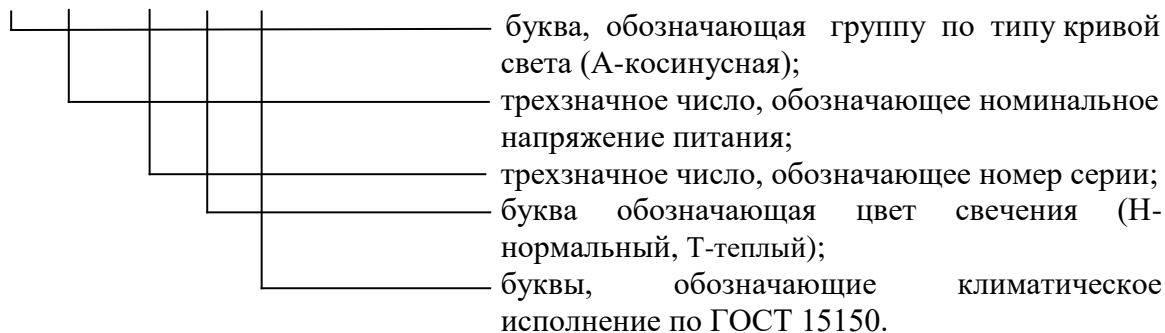 буква, обозначающая группу по типу кривой
света (А-косинусная);
трехзначное число, обозначающее номинальное
напряжение питания;
трехзначное число, обозначающее номер серии;
буква обозначающая цвет свечения (Н-
нормальный, Т-теплый);
буквы, обозначающие климатическое
исполнение по ГОСТ 15150.